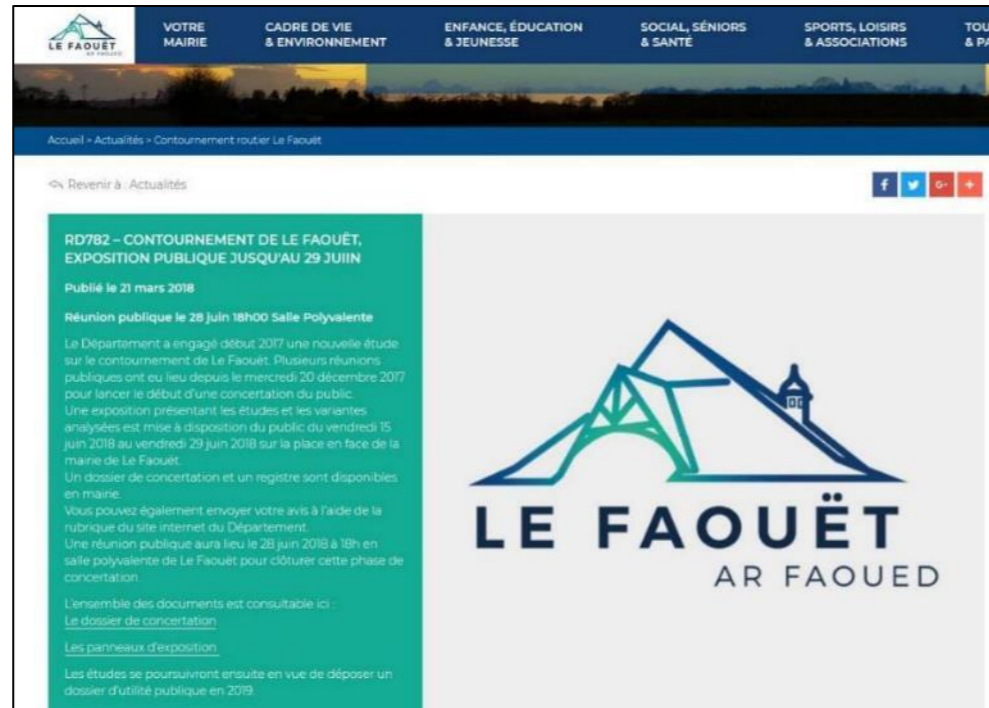 LE FAOUËT
AR FAOUED
VOTRE
MAIRIE
CADRE DE VIE
& ENVIRONNEMENT
ENFANCE, ÉDUCATION
& JEUNESSE
SOCIAL, SÉNIORS
& SANTÉ
SPORTS, LOISIRS
& ASSOCIATIONS
TOU
& PA
Accueil » Actualités » Contournement routier Le Faouët
Revenir à : Actualités
f
G+
+
RD782 – CONTOURNEMENT DE LE FAOUËT,
EXPOSITION PUBLIQUE JUSQU'AU 29 JUIIN
Publié le 21 mars 2018
Réunion publique le 28 juin 18h00 Salle Polyvalente
Le Département a engagé début 2017 une nouvelle étude
sur le contournement de Le Faouët. Plusieurs réunions
publiques ont eu lieu depuis le mercredi 20 décembre 2017
pour lancer le début d'une concertation du public.
Une exposition présentant les études et les variantes
analysées est mise à disposition du public du vendredi 15
juin 2018 au vendredi 29 juin 2018 sur la place en face de la
mairie de Le Faouët.
Un dossier de concertation et un registre sont disponibles
en mairie.
Vous pouvez également envoyer votre avis à l'aide de la
rubrique du site internet du Département.
Une réunion publique aura lieu le 28 juin 2018 à 18h en
salle polyvalente de Le Faouët pour clôturer cette phase de
concertation.
L'ensemble des documents est consultable ici :
Le dossier de concertation
Les panneaux d'exposition
Les études se poursuivront ensuite en vue de déposer un
dossier d'utilité publique en 2019.
LE FAOUËT
AR FAOUED